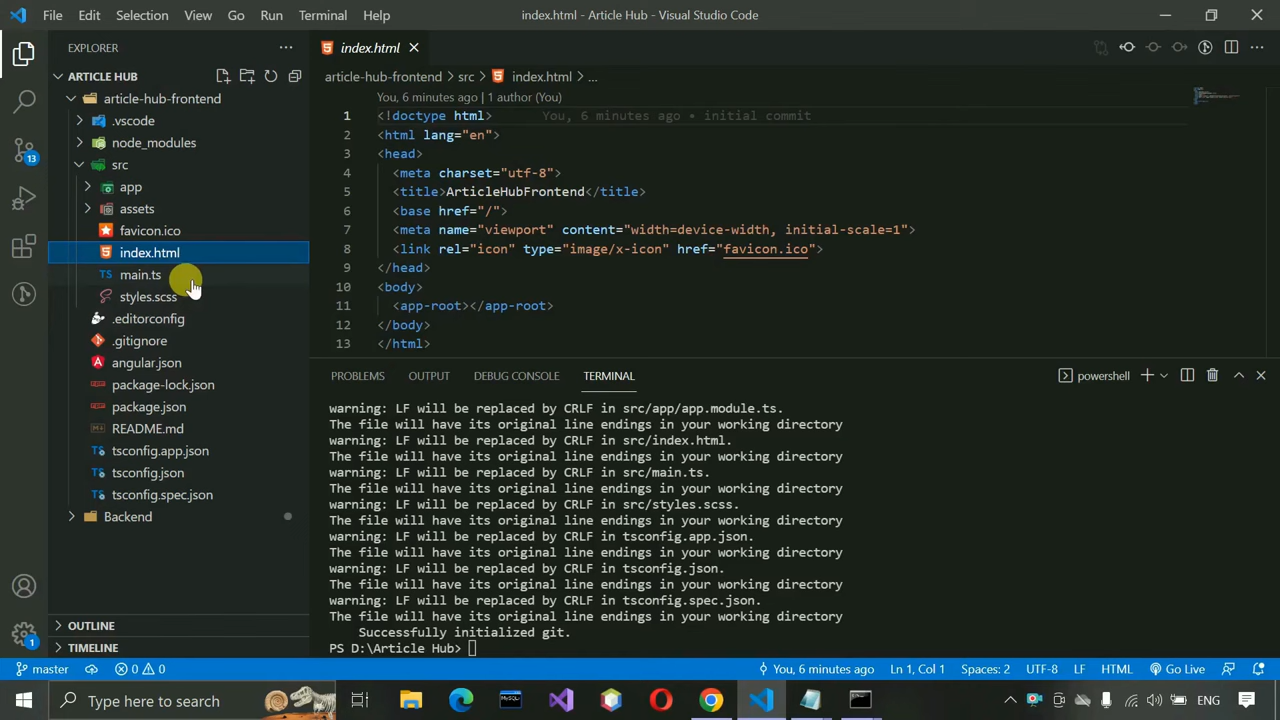 File Edit Selection View Go Run Terminal Help index.html - Article Hub - Visual Studio Code
EXPLORER
ARTICLE HUB
article-hub-frontend
.vscode
node_modules
src
app
assets
favicon.ico
index.html
TS main.ts
styles.scss
.editorconfig
.gitignore
angular.json
package-lock.json
package.json
README.md
tsconfig.app.json
tsconfig.json
tsconfig.spec.json
Backend
OUTLINE
TIMELINE
13
1
index.html
article-hub-frontend > src > index.html > ...
You, 6 minutes ago | 1 author (You)
1 <!doctype html> You, 6 minutes ago • initial commit
2 <html lang="en">
3 <head>
4 <meta charset="utf-8">
5 <title>ArticleHubFrontend</title>
6 <base href="/">
7 <meta name="viewport" content="width=device-width, initial-scale=1">
8 <link rel="icon" type="image/x-icon" href="favicon.ico">
9 </head>
10 <body>
11 <app-root></app-root>
12 </body>
13 </html>
PROBLEMS OUTPUT DEBUG CONSOLE TERMINAL powershell
warning: LF will be replaced by CRLF in src/app/app.module.ts.
The file will have its original line endings in your working directory
warning: LF will be replaced by CRLF in src/index.html.
The file will have its original line endings in your working directory
warning: LF will be replaced by CRLF in src/main.ts.
The file will have its original line endings in your working directory
warning: LF will be replaced by CRLF in src/styles.scss.
The file will have its original line endings in your working directory
warning: LF will be replaced by CRLF in tsconfig.app.json.
The file will have its original line endings in your working directory
warning: LF will be replaced by CRLF in tsconfig.json.
The file will have its original line endings in your working directory
warning: LF will be replaced by CRLF in tsconfig.spec.json.
The file will have its original line endings in your working directory
Successfully initialized git.
PS D:\Article Hub>
master 0 0 You, 6 minutes ago Ln 1, Col 1 Spaces: 2 UTF-8 LF HTML Go Live
Type here to search MySQL ENG